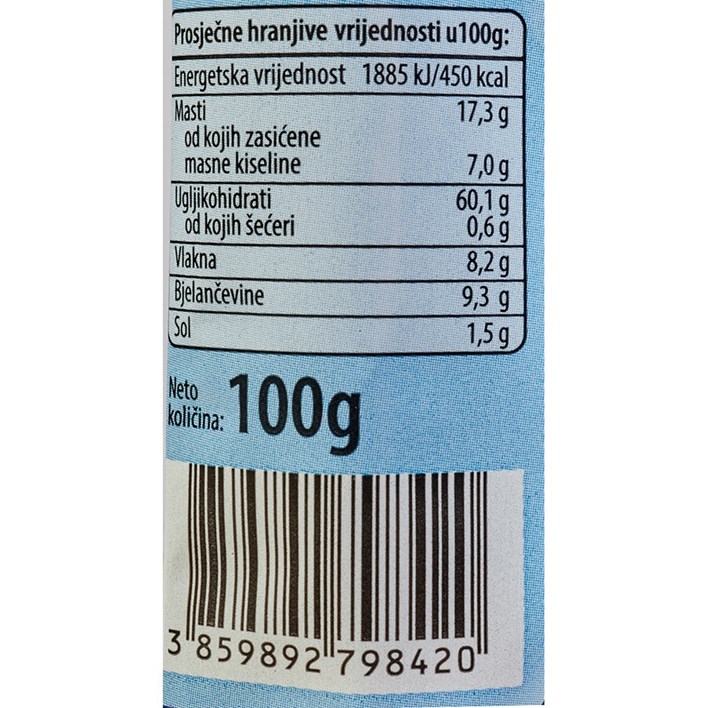 Prosječne hranjive vrijednosti u100g:
Energetska vrijednost 1885 kJ/450 kcal
Masti 17,3 g
od kojih zasićene
masne kiseline 7,0 g
Ugljikohidrati 60,1 g
od kojih šećeri 0,6 g
Vlakna 8,2 g
Bjelančevine 9,3 g
Sol 1,5 g
Neto
količina: 100g
3 859892 798420